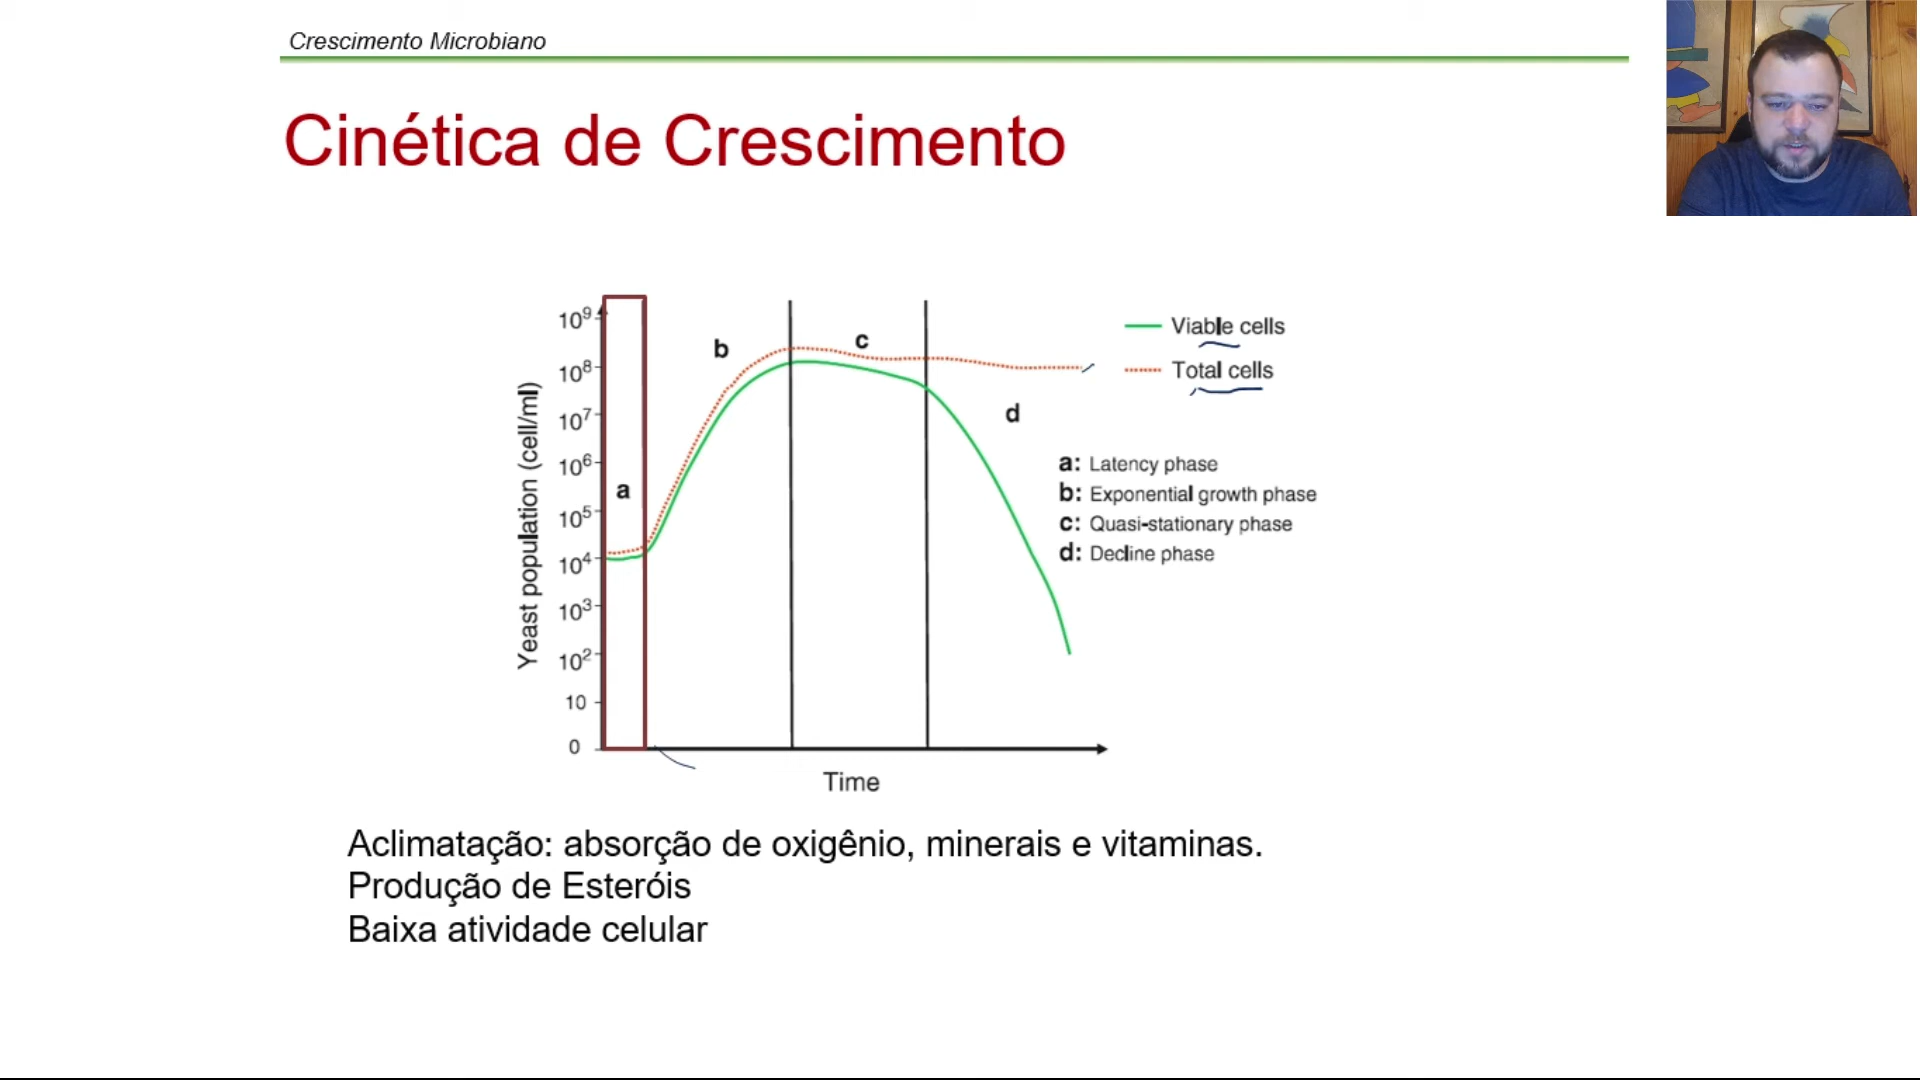 Crescimento Microbiano
Cinética de Crescimento
Yeast population (cell/ml)
10⁹
10⁸
10⁷
10⁶
10⁵
10⁴
10³
10²
10
0
a
b
c
d
Time
Viable cells
Total cells
a: Latency phase
b: Exponential growth phase
c: Quasi-stationary phase
d: Decline phase
Aclimatação: absorção de oxigênio, minerais e vitaminas.
Produção de Esteróis
Baixa atividade celular